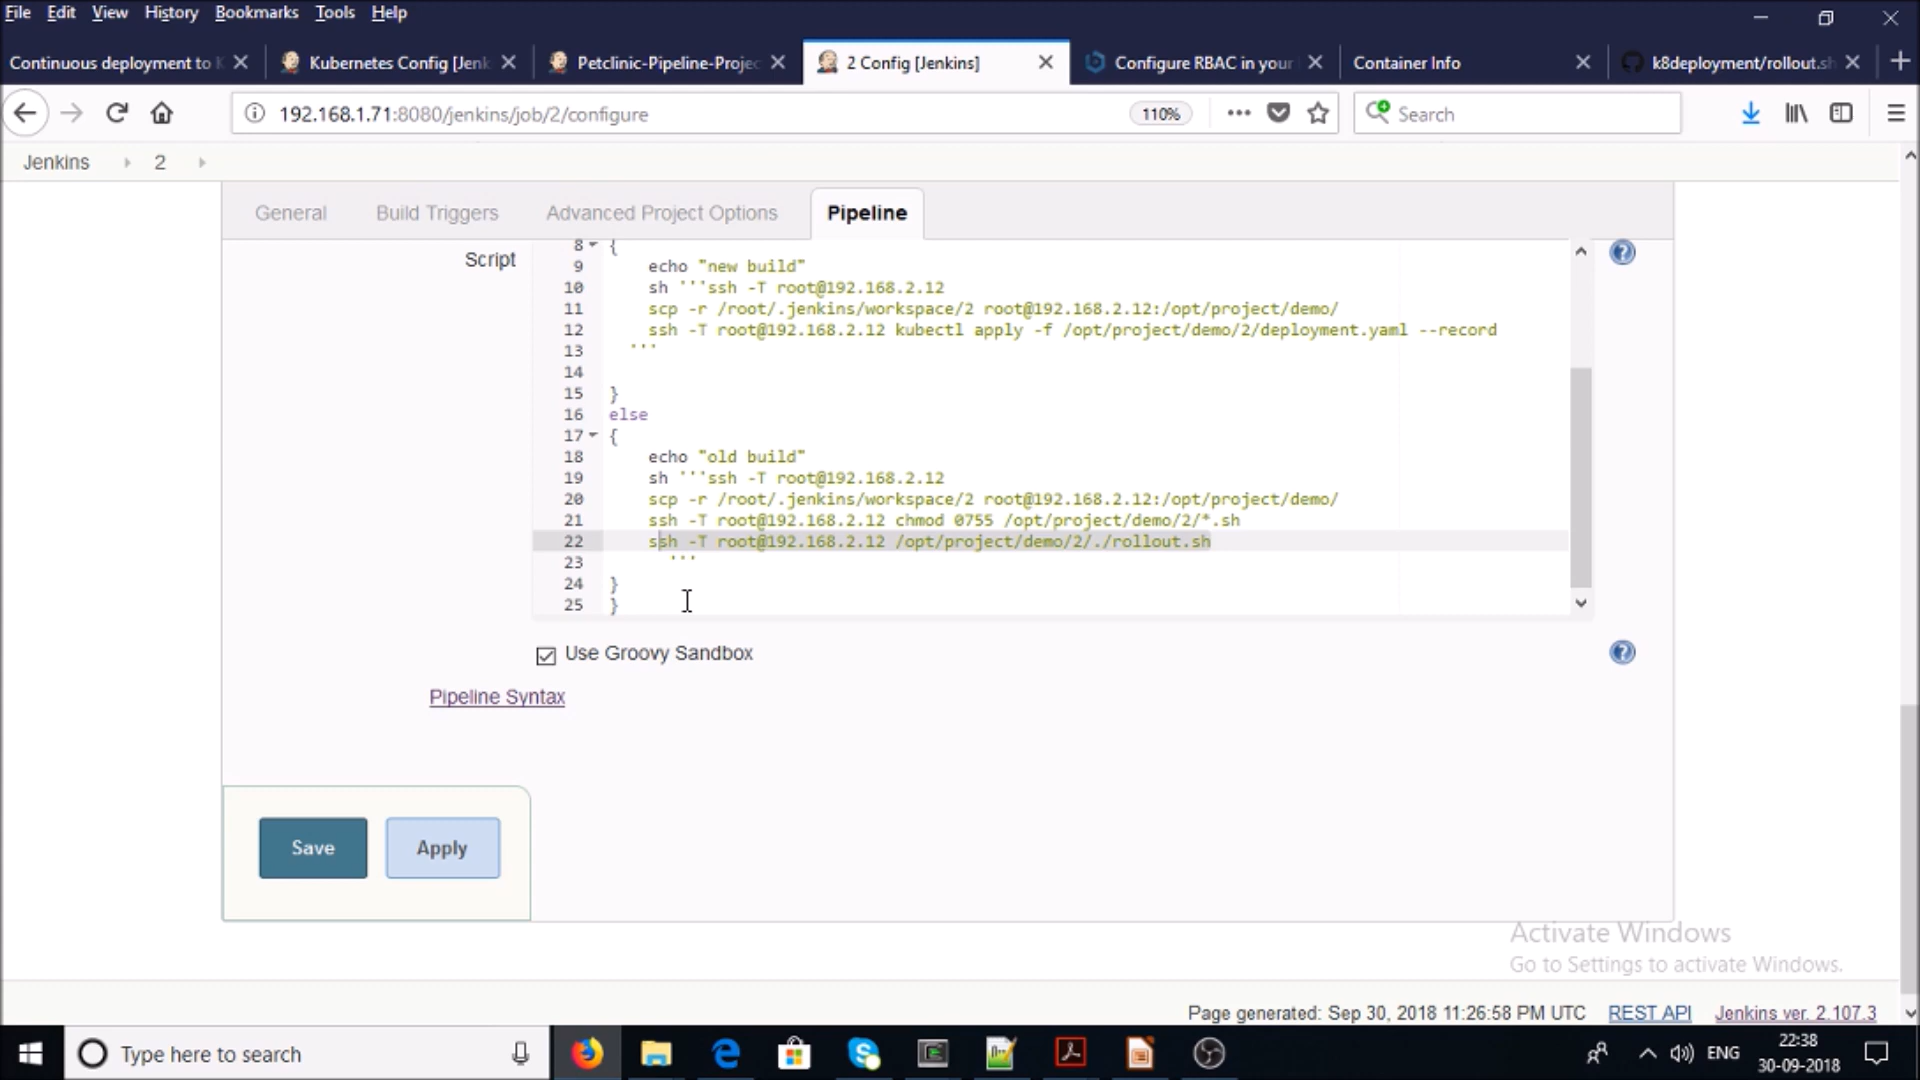 File Edit View History Bookmarks Tools Help
Continuous deployment to K
Kubernetes Config [Jenk
Petclinic-Pipeline-Projec
2 Config [Jenkins]
Configure RBAC in your
Container Info
k8deployment/rollout.sh
192.168.1.71:8080/jenkins/job/2/configure
110%
Search
Jenkins
2
General
Build Triggers
Advanced Project Options
Pipeline
Script
8 {
9 echo "new build"
10 sh '''ssh -T root@192.168.2.12
11 scp -r /root/.jenkins/workspace/2 root@192.168.2.12:/opt/project/demo/
12 ssh -T root@192.168.2.12 kubectl apply -f /opt/project/demo/2/deployment.yaml --record
13 '''
14
15 }
16 else
17 {
18 echo "old build"
19 sh '''ssh -T root@192.168.2.12
20 scp -r /root/.jenkins/workspace/2 root@192.168.2.12:/opt/project/demo/
21 ssh -T root@192.168.2.12 chmod 0755 /opt/project/demo/2/*.sh
22 ssh -T root@192.168.2.12 /opt/project/demo/2/./rollout.sh
23 '''
24 }
25 }
Use Groovy Sandbox
Pipeline Syntax
Save
Apply
Activate Windows
Go to Settings to activate Windows.
Page generated: Sep 30, 2018 11:26:58 PM UTC
REST API
Jenkins ver. 2.107.3
Type here to search
ENG
22:38
30-09-2018